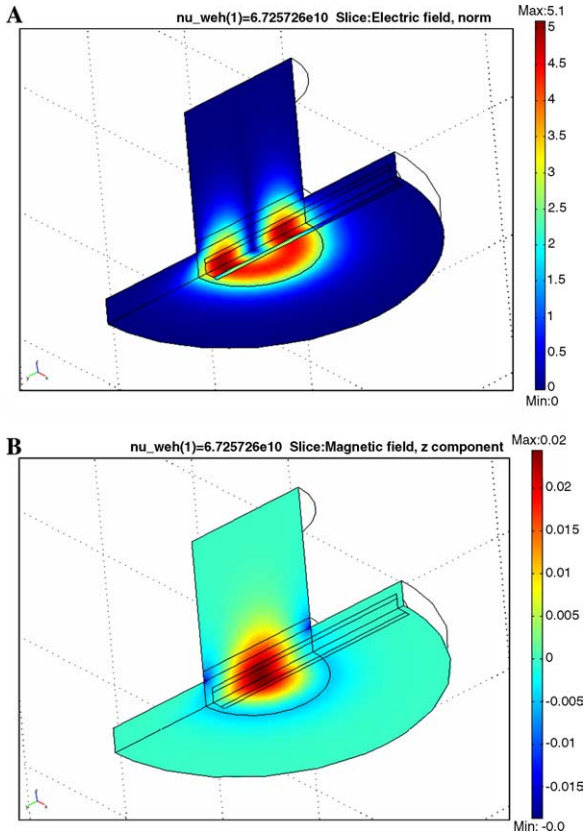 A
nu_weh(1)=6.725726e10 Slice:Electric field, norm
Max:5.1
5
4.5
4
3.5
3
2.5
2
1.5
1
0.5
0
Min:0
B
nu_weh(1)=6.725726e10 Slice:Magnetic field, z component
Max:0.02
0.02
0.015
0.01
0.005
0
-0.005
-0.01
-0.015
Min: -0.0